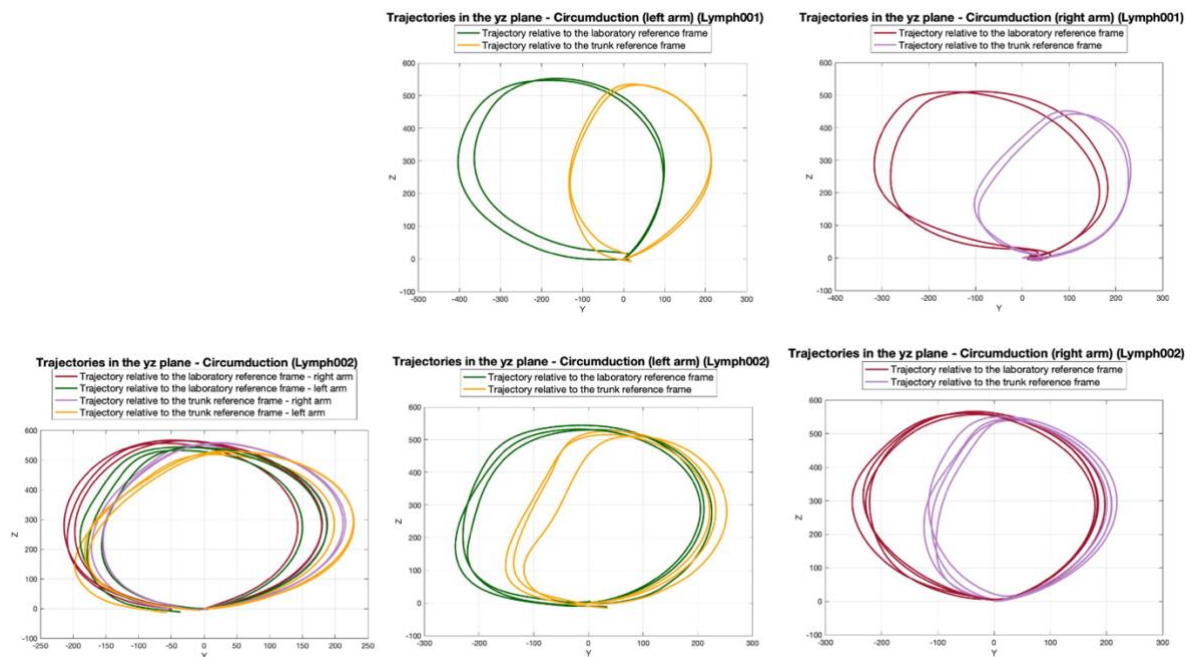 Trajectories in the yz plane - Circumduction (left arm) (Lymph001)
Trajectory relative to the laboratory reference frame
Trajectory relative to the trunk reference frame
600
500
400
300
200
100
0
-100
Z
-500 -400 -300 -200 -100 0 100 200 300
Y
Trajectories in the yz plane - Circumduction (right arm) (Lymph001)
Trajectory relative to the laboratory reference frame
Trajectory relative to the trunk reference frame
600
500
400
300
200
100
0
-100
Z
-400 -300 -200 -100 0 100 200 300
Y
Trajectories in the yz plane - Circumduction (Lymph002)
Trajectory relative to the laboratory reference frame - right arm
Trajectory relative to the laboratory reference frame - left arm
Trajectory relative to the trunk reference frame - right arm
Trajectory relative to the trunk reference frame - left arm
600
500
400
300
200
100
0
-100
Z
-250 -200 -150 -100 -50 0 50 100 150 200 250
Y
Trajectories in the yz plane - Circumduction (left arm) (Lymph002)
Trajectory relative to the laboratory reference frame
Trajectory relative to the trunk reference frame
600
500
400
300
200
100
0
-100
Z
-300 -200 -100 0 100 200 300
Y
Trajectories in the yz plane - Circumduction (right arm) (Lymph002)
Trajectory relative to the laboratory reference frame
Trajectory relative to the trunk reference frame
600
500
400
300
200
100
0
-100
Z
-300 -200 -100 0 100 200 300
Y